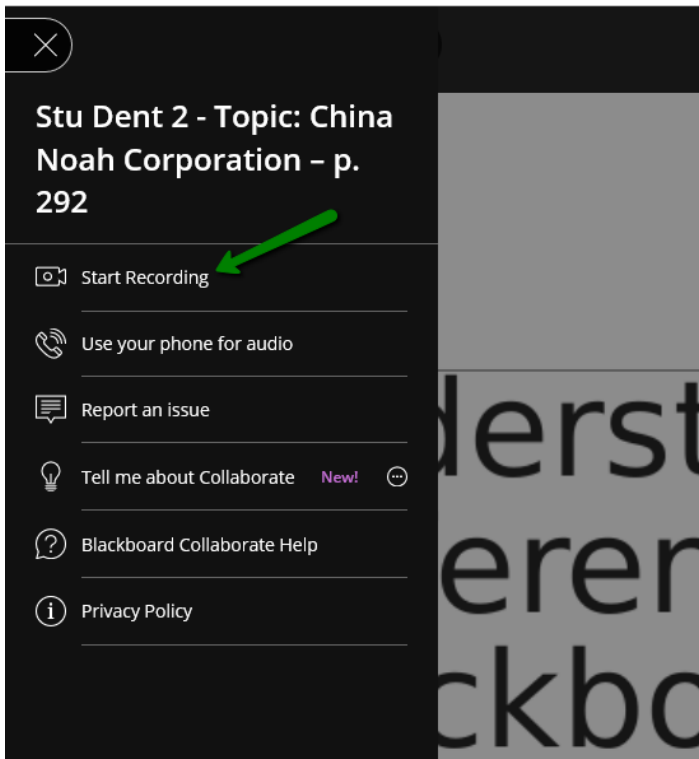 Stu Dent 2 - Topic: China
Noah Corporation – p.
292
Start Recording
Use your phone for audio
Report an issue
Tell me about Collaborate New!
Blackboard Collaborate Help
Privacy Policy
derst
eren
ckbo